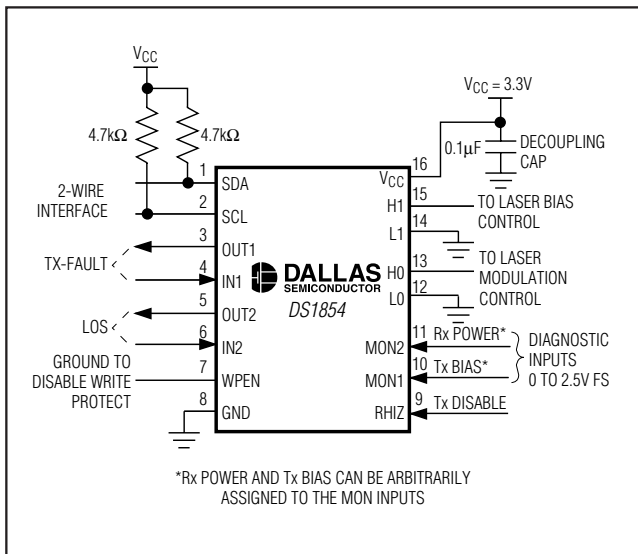 VCC
4.7kΩ
4.7kΩ
2-WIRE
INTERFACE
TX-FAULT
LOS
GROUND TO
DISABLE WRITE
PROTECT
1
SDA
2
SCL
3
OUT1
4
IN1
5
OUT2
6
IN2
7
WPEN
8
GND
DALLAS
SEMICONDUCTOR
DS1854
VCC = 3.3V
0.1µF
DECOUPLING
CAP
16
VCC
15
H1
TO LASER BIAS
CONTROL
14
L1
13
H0
TO LASER
MODULATION
CONTROL
12
L0
11
MON2
Rx POWER*
10
MON1
Tx BIAS*
DIAGNOSTIC
INPUTS
0 TO 2.5V FS
9
RHIZ
Tx DISABLE
*Rx POWER AND Tx BIAS CAN BE ARBITRARILY
ASSIGNED TO THE MON INPUTS